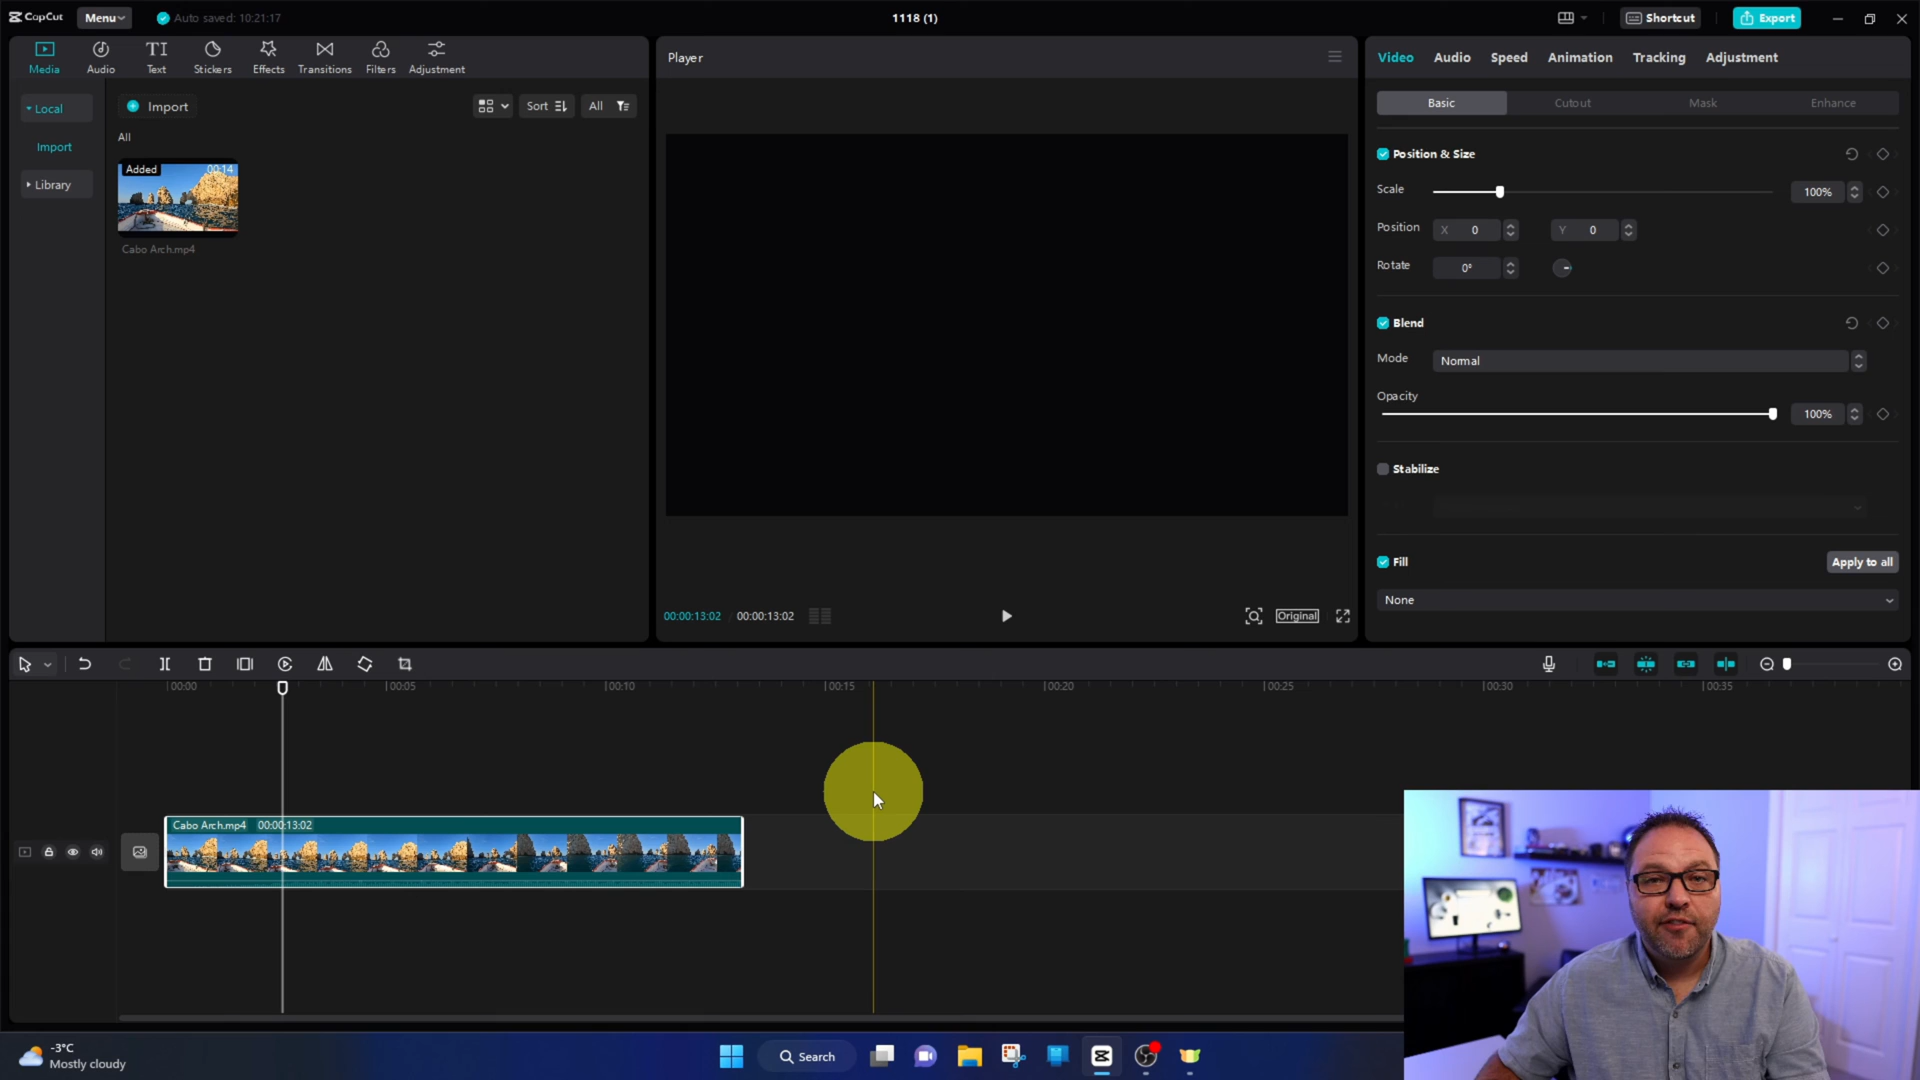 CapCut
Menu
Auto saved: 10:21:17
1118 (1)
Shortcut
Export
Media
Audio
Text
Stickers
Effects
Transitions
Filters
Adjustment
Player
Video
Audio
Speed
Animation
Tracking
Adjustment
Local
Import
Sort
All
Basic
Cutout
Mask
Enhance
Import
All
Library
Added
00:14
Cabo Arch.mp4
Position & Size
Scale
100%
Position
X 0
Y 0
Rotate
0°
Blend
Mode
Normal
Opacity
100%
Stabilize
Fill
Apply to all
None
00:00:13:02
00:00:13:02
Original
00:00
00:05
00:10
00:15
00:20
00:25
00:30
00:35
Cabo Arch.mp4 00:00:13:02
-3°C
Mostly cloudy
Search